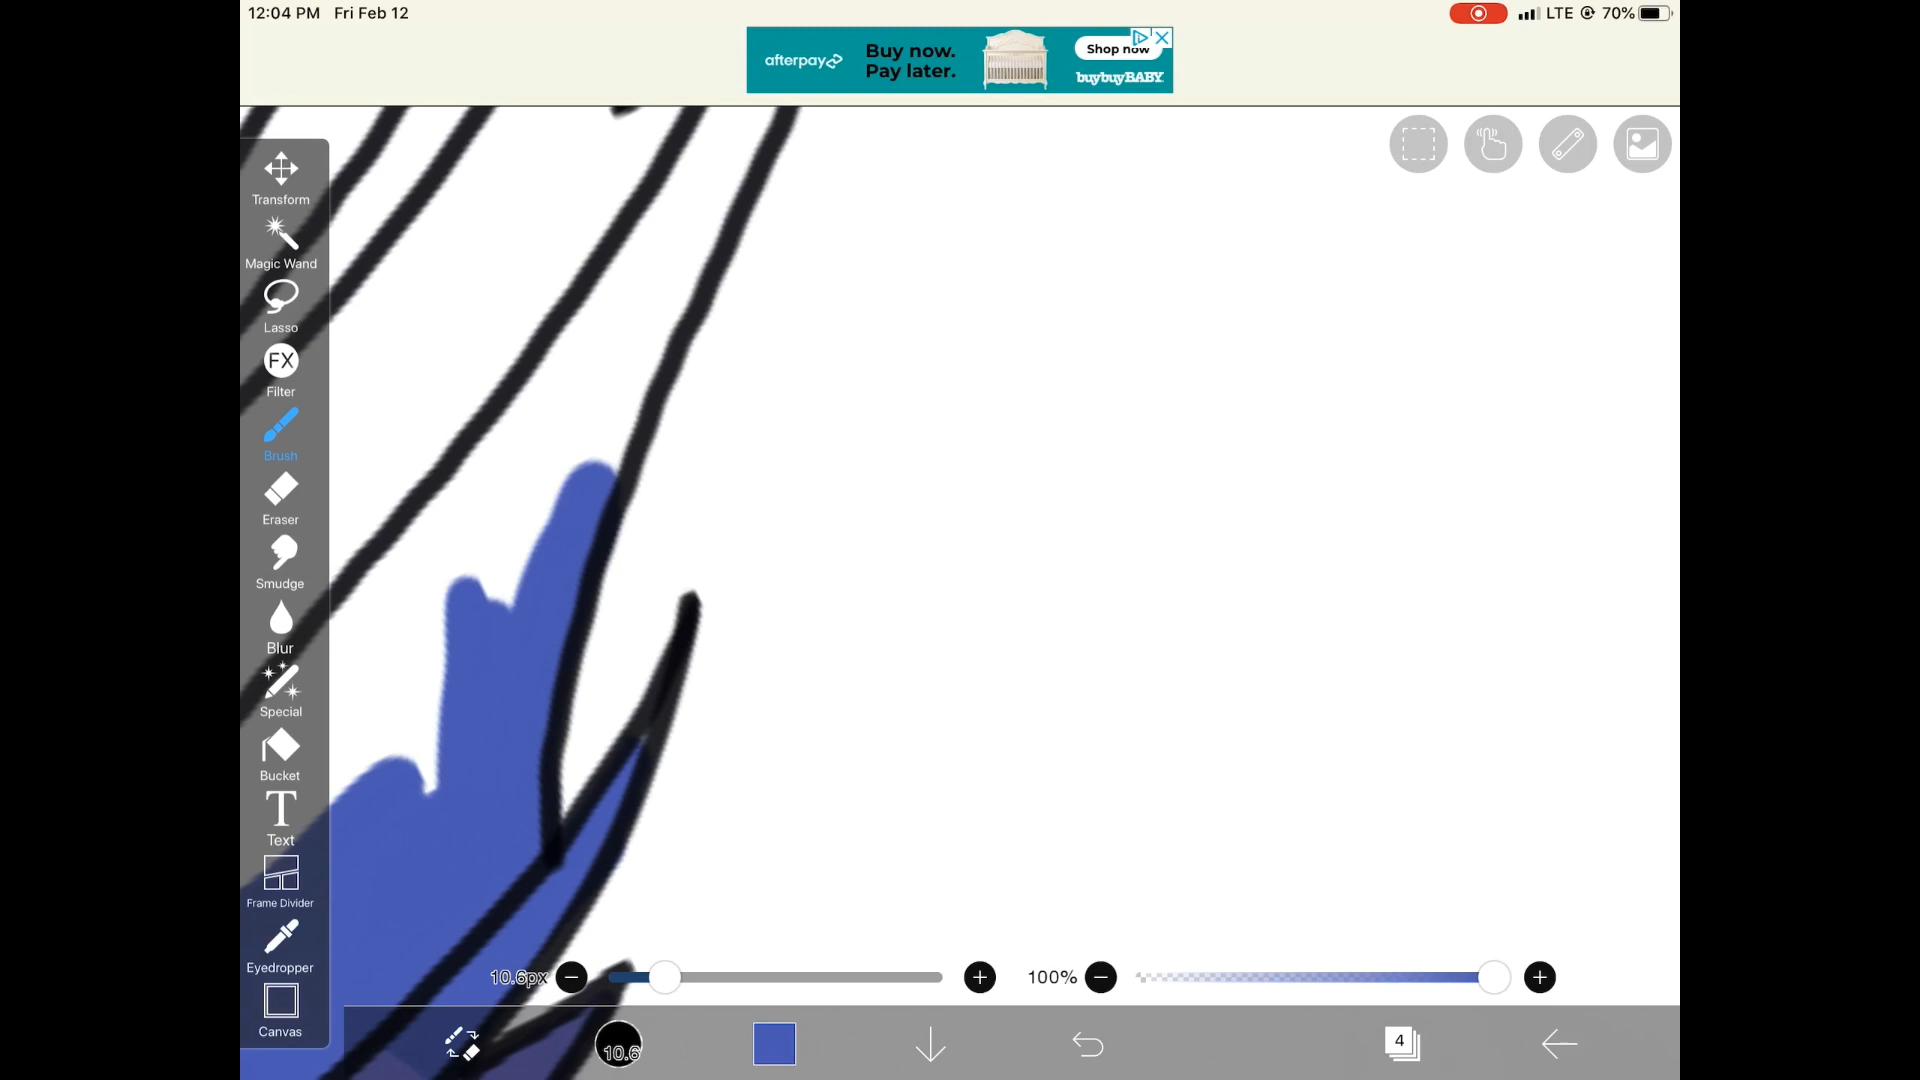 12:04 PM Fri Feb 12
LTE 70%
afterpay
Buy now.
Pay later.
Shop now
buybuyBABY
Transform
Magic Wand
Lasso
FX
Filter
Brush
Eraser
Smudge
Blur
Special
Bucket
T
Text
Frame Divider
Eyedropper
Canvas
10.6px
100%
10.6
4